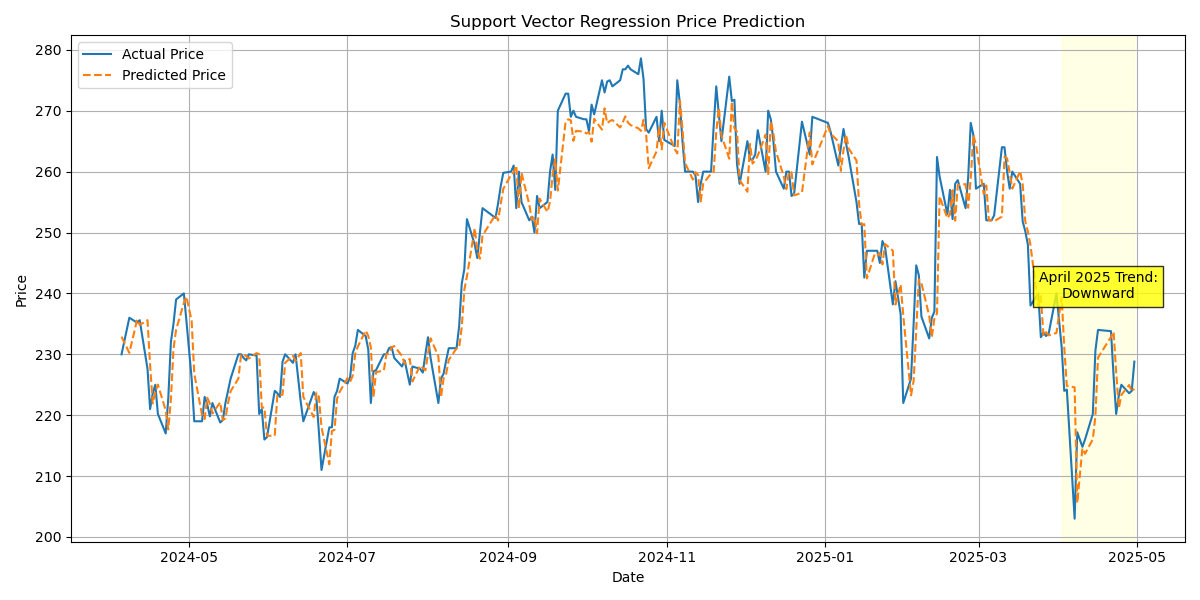 Support Vector Regression Price Prediction
Actual Price
Predicted Price
280
270
260
250
240
230
220
210
200
Price
April 2025 Trend:
Downward
2024-05
2024-07
2024-09
2024-11
2025-01
2025-03
2025-05
Date